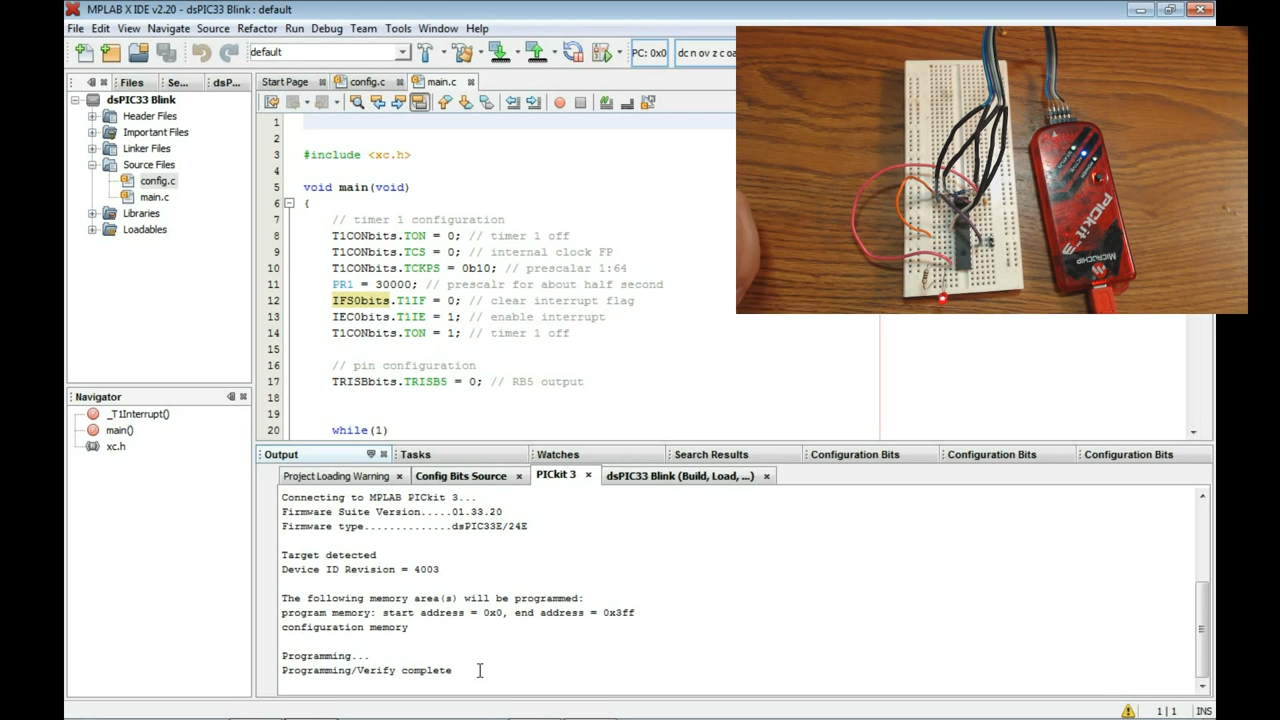 MPLAB X IDE v2.20 - dsPIC33 Blink : default
File Edit View Navigate Source Refactor Run Debug Team Tools Window Help
default
PC: 0x0
dc n ov z c oa
Files
Se...
dsP...
Start Page
config.c
main.c
dsPIC33 Blink
Header Files
Important Files
Linker Files
Source Files
config.c
main.c
Libraries
Loadables
1
2
3 #include <xc.h>
4
5 void main(void)
6 {
7 // timer 1 configuration
8 T1CONbits.TON = 0; // timer 1 off
9 T1CONbits.TCS = 0; // internal clock FP
10 T1CONbits.TCKPS = 0b10; // prescalar 1:64
11 PR1 = 30000; // prescalr for about half second
12 IFS0bits.T1IF = 0; // clear interrupt flag
13 IEC0bits.T1IE = 1; // enable interrupt
14 T1CONbits.TON = 1; // timer 1 off
15
16 // pin configuration
17 TRISBbits.TRISB5 = 0; // RB5 output
18
19
20 while(1)
PICkit 3
MICROCHIP
Navigator
_T1Interrupt()
main()
xc.h
Output
Tasks
Watches
Search Results
Configuration Bits
Configuration Bits
Configuration Bits
Project Loading Warning
Config Bits Source
PICkit 3
dsPIC33 Blink (Build, Load, ...)
Connecting to MPLAB PICkit 3...
Firmware Suite Version.....01.33.20
Firmware type..............dsPIC33E/24E
Target detected
Device ID Revision = 4003
The following memory area(s) will be programmed:
program memory: start address = 0x0, end address = 0x3ff
configuration memory
Programming...
Programming/Verify complete
1|1
INS